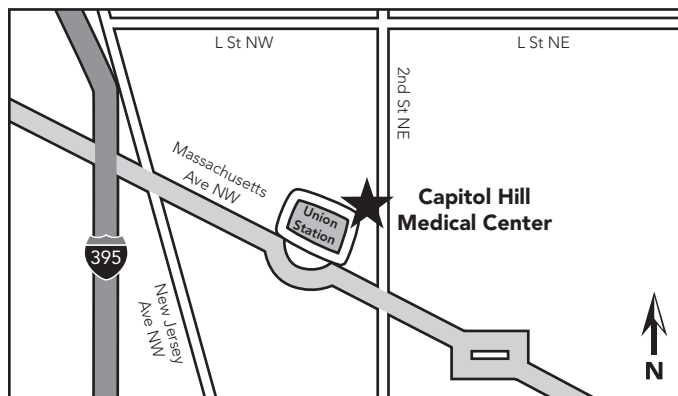 L St NW
L St NE
2nd St NE
Massachusetts
Ave NW
Union
Station
Capitol Hill
Medical Center
395
New Jersey
Ave NW
N